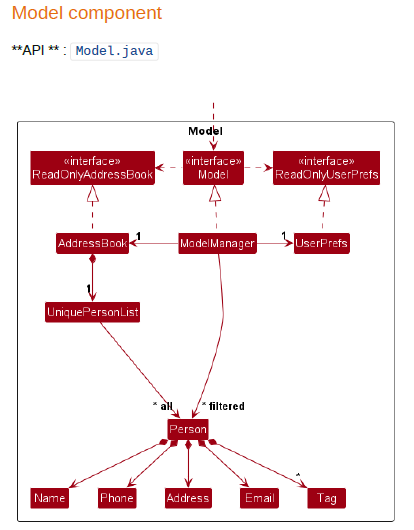 Model component
**API ** : Model.java
Model
«interface»
ReadOnlyAddressBook
«interface»
Model
«interface»
ReadOnlyUserPrefs
AddressBook
1
ModelManager
1
UserPrefs
1
UniquePersonList
* all
* filtered
Person
*
Name
Phone
Address
Email
Tag